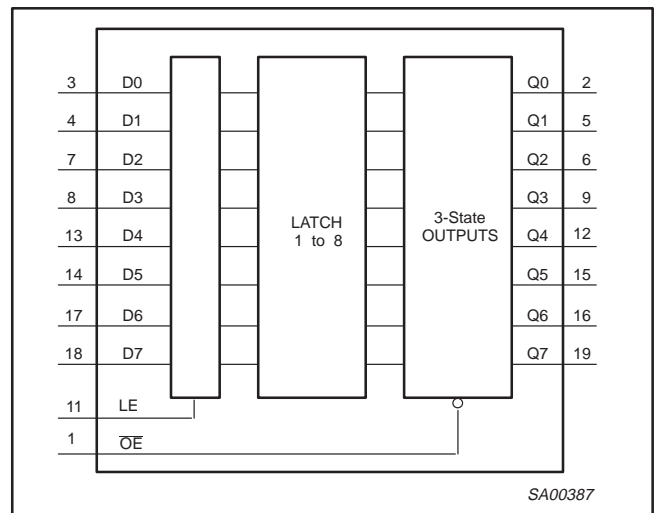 3 D0 Q0 2
4 D1 Q1 5
7 D2 Q2 6
8 D3 Q3 9
LATCH
1 to 8
3-State
OUTPUTS
13 D4 Q4 12
14 D5 Q5 15
17 D6 Q6 16
18 D7 Q7 19
11 LE
1 O̅E̅
SA00387